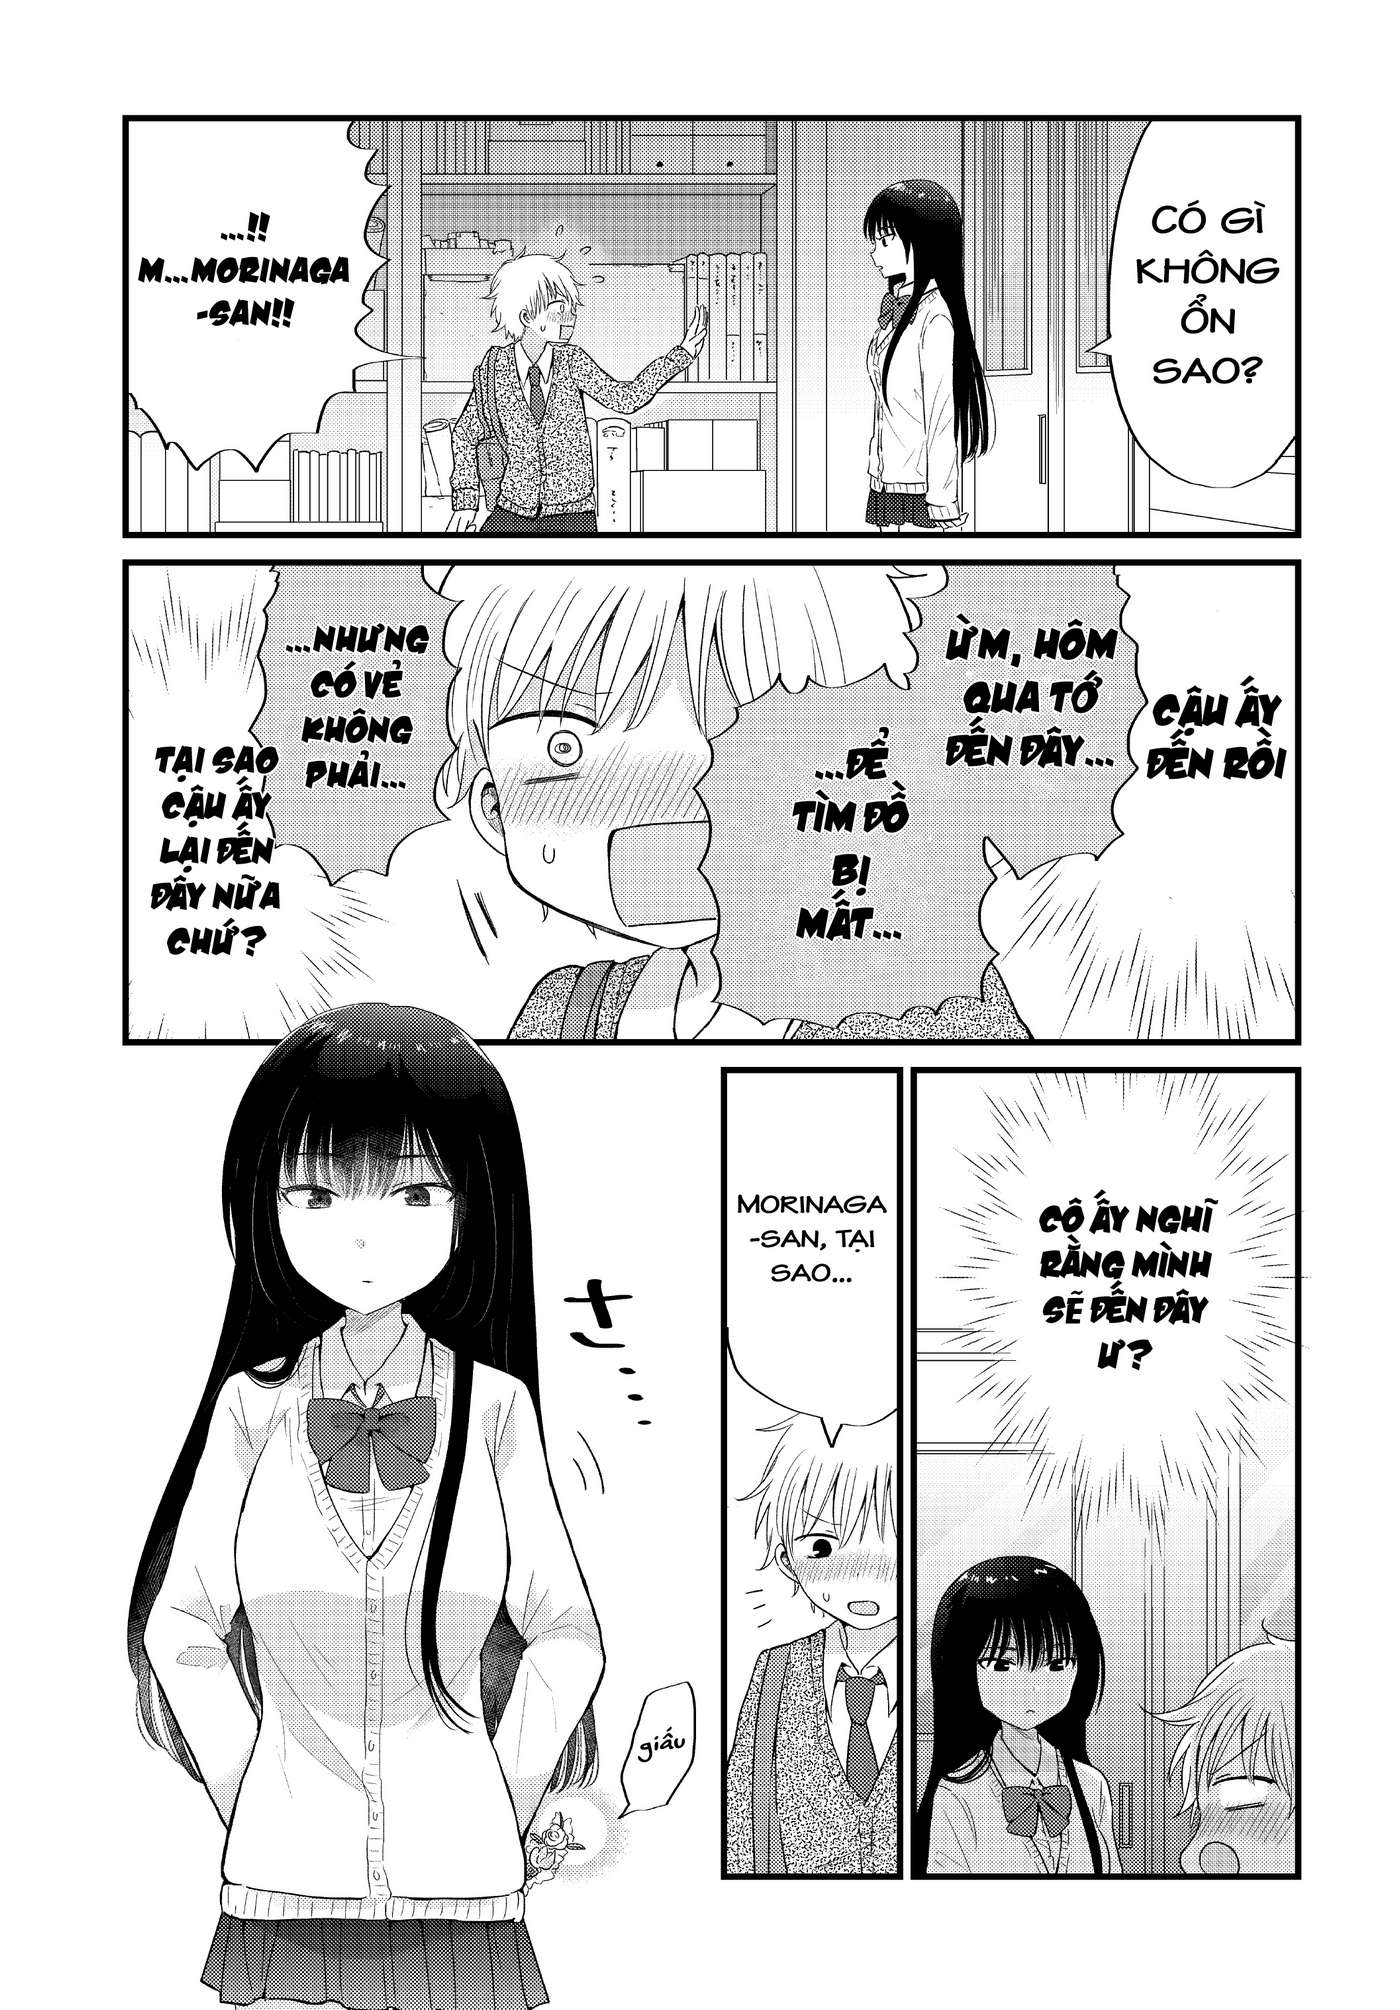 CÓ GÌ
KHÔNG
ỔN
SAO?
...!!
M...MORINAGA
-SAN!!
CẬU ẤY
ĐẾN RỒI
ỪM, HÔM
QUA TỚ
ĐẾN ĐÂY...
...ĐỂ
TÌM ĐỒ
BỊ
MẤT...
...NHƯNG
CÓ VẺ
KHÔNG
PHẢI...
TẠI SAO
CẬU ẤY
LẠI ĐẾN
ĐÂY NỮA
CHỨ?
CÔ ẤY NGHĨ
RẰNG MÌNH
SẼ ĐẾN ĐÂY
Ư?
MORINAGA
-SAN, TẠI
SAO...
さ...
giấu